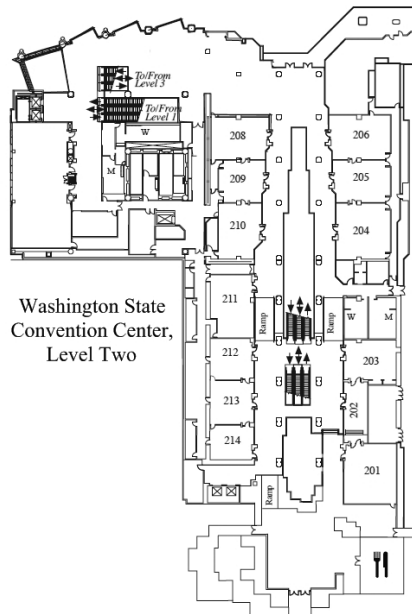 To/From
Level 3
To/From
Level 1
W
M
208
206
209
205
210
204
Washington State
Convention Center,
Level Two
211
Ramp
Ramp
W
M
212
203
213
202
214
201
Ramp